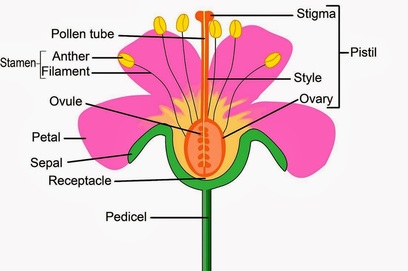 Stigma
Pollen tube
Pistil
Stamen
Anther
Filament
Style
Ovule
Ovary
Petal
Sepal
Receptacle
Pedicel